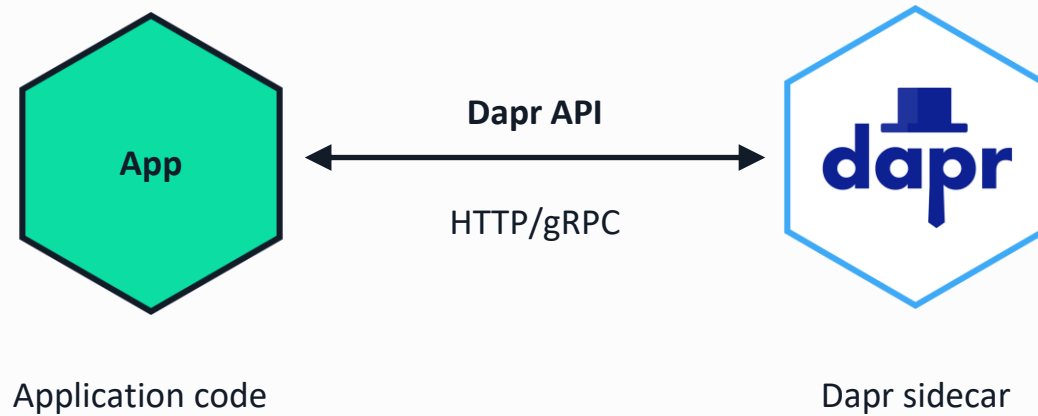 App
Dapr API
HTTP/gRPC
dapr
Application code
Dapr sidecar